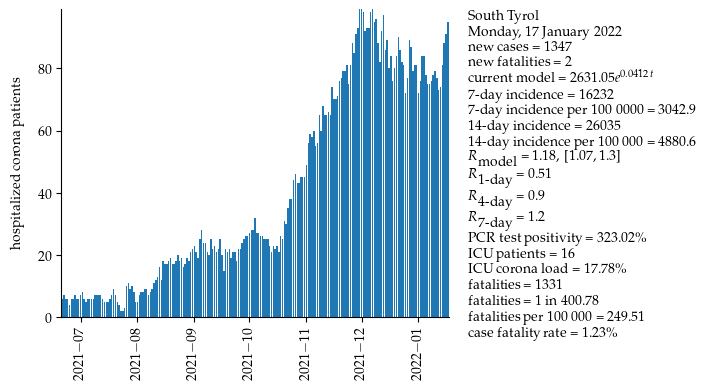 South Tyrol
Monday, 17 January 2022
new cases = 1347
new fatalities = 2
current model = 2631.05e^0.0412 t
7-day incidence = 16232
7-day incidence per 100 0000 = 3042.9
14-day incidence = 26035
14-day incidence per 100 000 = 4880.6
R_model = 1.18, [1.07, 1.3]
R_1-day = 0.51
R_4-day = 0.9
R_7-day = 1.2
PCR test positivity = 323.02%
ICU patients = 16
ICU corona load = 17.78%
fatalities = 1331
fatalities = 1 in 400.78
fatalities per 100 000 = 249.51
case fatality rate = 1.23%
hospitalized corona patients
80
60
40
20
0
2021−07
2021−08
2021−09
2021−10
2021−11
2021−12
2022−01